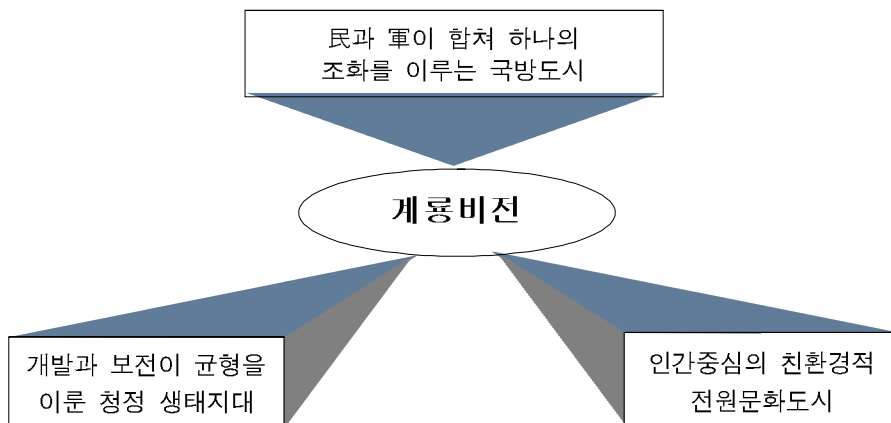 民과 軍이 합쳐 하나의
조화를 이루는 국방도시
계룡비전
개발과 보전이 균형을
이룬 청정 생태지대
인간중심의 친환경적
전원문화도시